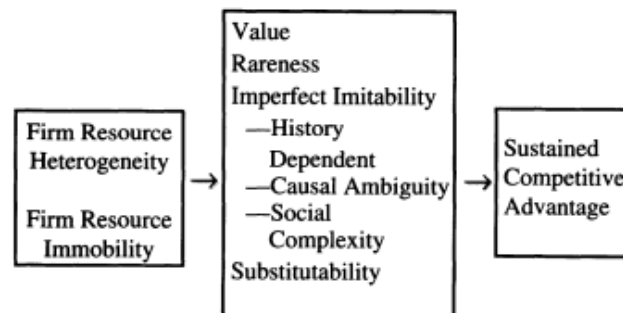 Firm Resource
Heterogeneity
Firm Resource
Immobility
→
Value
Rareness
Imperfect Imitability
—History
Dependent
—Causal Ambiguity
—Social
Complexity
Substitutability
→
Sustained
Competitive
Advantage